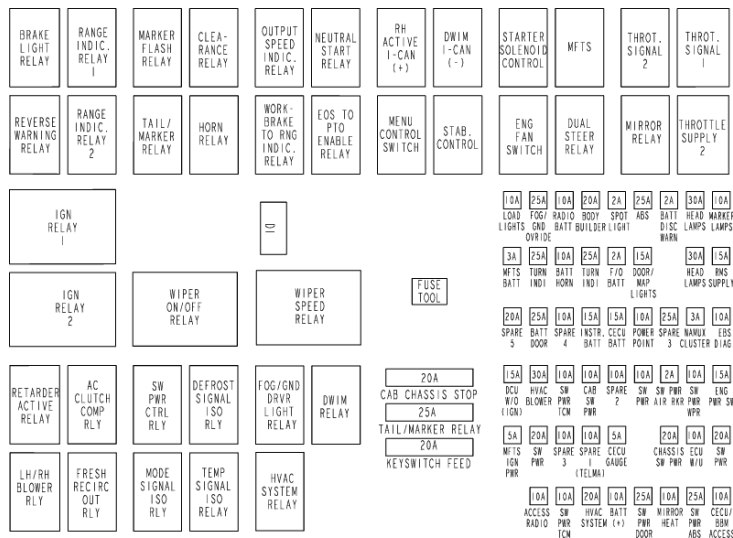 BRAKE
LIGHT
RELAY
RANGE
INDIC.
RELAY
1
MARKER
FLASH
RELAY
CLEA-
RANCE
RELAY
OUTPUT
SPEED
INDIC.
RELAY
NEUTRAL
START
RELAY
RH
ACTIVE
I-CAN
(+)
DWIM
I-CAN
(-)
STARTER
SOLENOID
CONTROL
MFTS
THROT.
SIGNAL
2
THROT.
SIGNAL
1
REVERSE
WARNING
RELAY
RANGE
INDIC.
RELAY
2
TAIL/
MARKER
RELAY
HORN
RELAY
WORK-
BRAKE
TO RNG
INDIC.
RELAY
EOS TO
PTO
ENABLE
RELAY
MENU
CONTROL
SWITCH
STAB.
CONTROL
ENG
FAN
SWITCH
DUAL
STEER
RELAY
MIRROR
RELAY
THROTTLE
SUPPLY
2
IGN
RELAY
1
IGN
RELAY
2
WIPER
ON/OFF
RELAY
WIPER
SPEED
RELAY
FUSE
TOOL
10A 25A 10A 20A 2A 25A 2A 30A 10A
LOAD
LIGHTS
FOG/
GND
OVRIDE
RADIO
BATT
BODY
BUILDER
SPOT
LIGHT
ABS
BATT
DISC
WARN
HEAD
LAMPS
MARKER
LAMPS
3A 25A 10A 25A 2A 15A 30A 15A
MFTS
BATT
TURN
INDI
BATT
HORN
TURN
INDI
F/O
BATT
DOOR/
MAP
LIGHTS
HEAD
LAMPS
RMS
SUPPLY
20A 25A 10A 15A 15A 10A 25A 3A 10A
SPARE
5
BATT
DOOR
SPARE
4
INSTR.
BATT
CECU
BATT
POWER
POINT
SPARE
3
NAMUX
CLUSTER
EBS
DIAG
RETARDER
ACTIVE
RELAY
AC
CLUTCH
COMP
RLY
SW
PWR
CTRL
RLY
DEFROST
SIGNAL
ISO RLY
FOG/GND
DRVR
LIGHT
RELAY
DWIM
RELAY
20A
CAB CHASSIS STOP
25A
TAIL/MARKER RELAY
20A
KEYSWITCH FEED
15A 30A 10A 10A 10A 10A 2A 10A 15A
DCU
W/O
(IGN)
HVAC
BLOWER
SW
PWR
TCM
CAB
SW
PWR
SPARE
2
SW
PWR
SW PWR
AIR RKR
SW
PWR
WPR
ENG
PWR SW
5A 20A 10A 10A 5A 20A 10A 20A
MFTS
IGN
PWR
SW
PWR
SPARE
3
SPARE
1
(TELMA)
CECU
GAUGE
CHASSIS
SW PWR
ECU
W/U
SW
PWR
LH/RH
BLOWER
RLY
FRESH
RECIRC
OUT
RLY
MODE
SIGNAL
ISO
RLY
TEMP
SIGNAL
ISO
RELAY
HVAC
SYSTEM
RELAY
10A 10A 20A 10A 25A 10A 25A 10A
ACCESS
RADIO
SW
PWR
TCM
HVAC
SYSTEM
BATT
(+)
SW
PWR
DOOR
MIRROR
HEAT
SW
PWR
ABS
CECU/
BBM
ACCESS